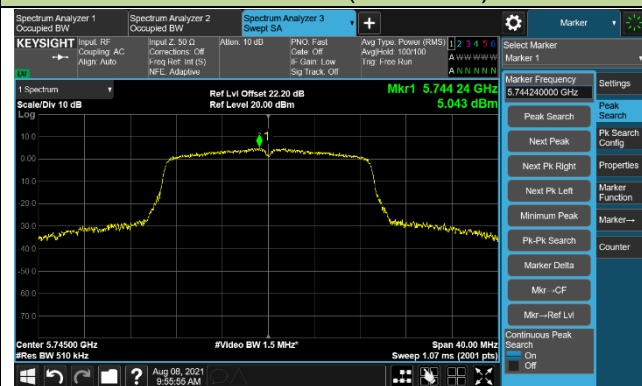 Spectrum Analyzer 1
Occupied BW
Spectrum Analyzer 2
Occupied BW
Spectrum Analyzer 3
Swept SA
Marker
KEYSIGHT
Input: RF
Coupling: AC
Align: Auto
Input Z: 50 Ω
Corrections: Off
Freq Ref: Int (S)
NFE: Adaptive
Atten: 10 dB
PNO: Fast
Gate: Off
IF Gain: Low
Sig Track: Off
Avg Type: Power (RMS)
Avg|Hold: 100/100
Trig: Free Run
1 2 3 4 5 6
A W W W W W
A N N N N N
LXI
Select Marker
Marker 1
Marker Frequency
5.744240000 GHz
Settings
Peak Search
Peak
Search
Next Peak
Pk Search
Config
Next Pk Right
Properties
Next Pk Left
Marker
Function
Minimum Peak
Marker→
Pk-Pk Search
Counter
Marker Delta
Mkr→CF
Mkr→Ref Lvl
Continuous Peak
Search
On
Off
1 Spectrum
Scale/Div 10 dB
Log
Ref Lvl Offset 22.20 dB
Ref Level 20.00 dBm
Mkr1 5.744 24 GHz
5.043 dBm
1
10.0
0.00
10.0
20.0
30.0
40.0
50.0
60.0
70.0
Center 5.74500 GHz
#Res BW 510 kHz
#Video BW 1.5 MHz*
Span 40.00 MHz
Sweep 1.07 ms (2001 pts)
?
Aug 08, 2021
9:55:55 AM